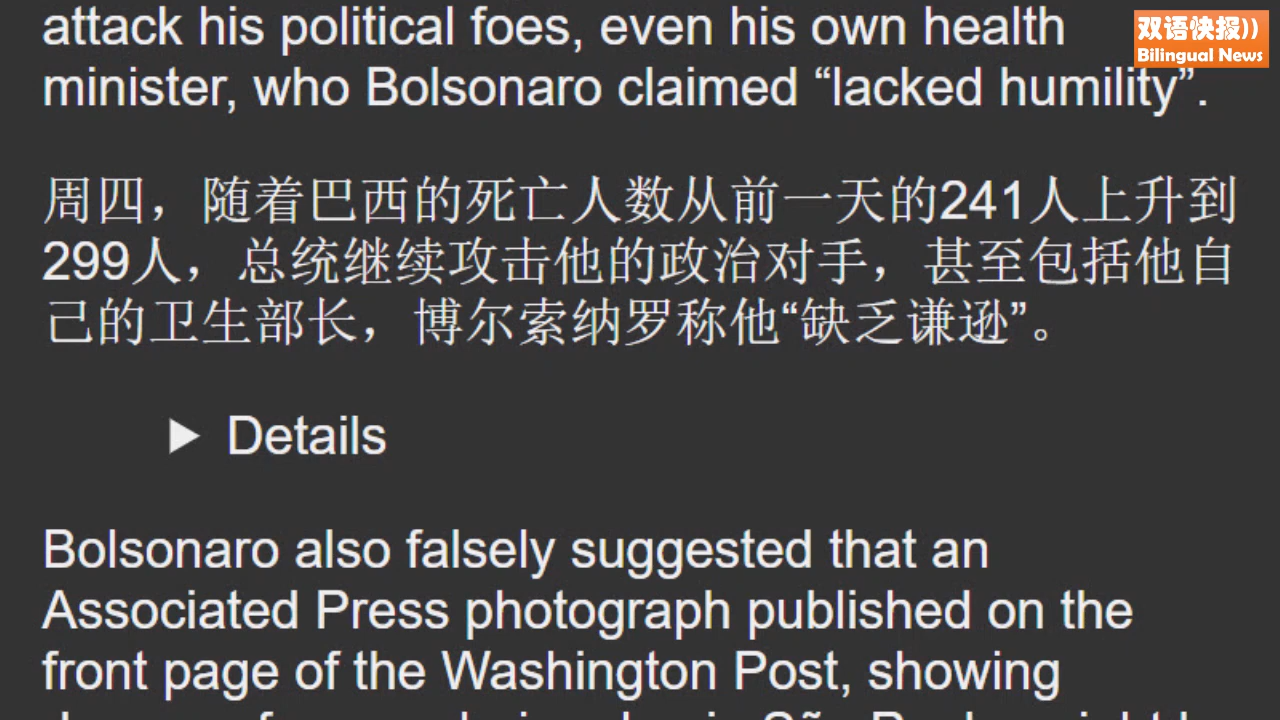 attack his political foes, even his own health
双语快报))
Bilingual News
minister, who Bolsonaro claimed “lacked humility”.
周四，随着巴西的死亡人数从前一天的241人上升到
299人，总统继续攻击他的政治对手，甚至包括他自
己的卫生部长，博尔索纳罗称他“缺乏谦逊”。
▶ Details
Bolsonaro also falsely suggested that an
Associated Press photograph published on the
front page of the Washington Post, showing